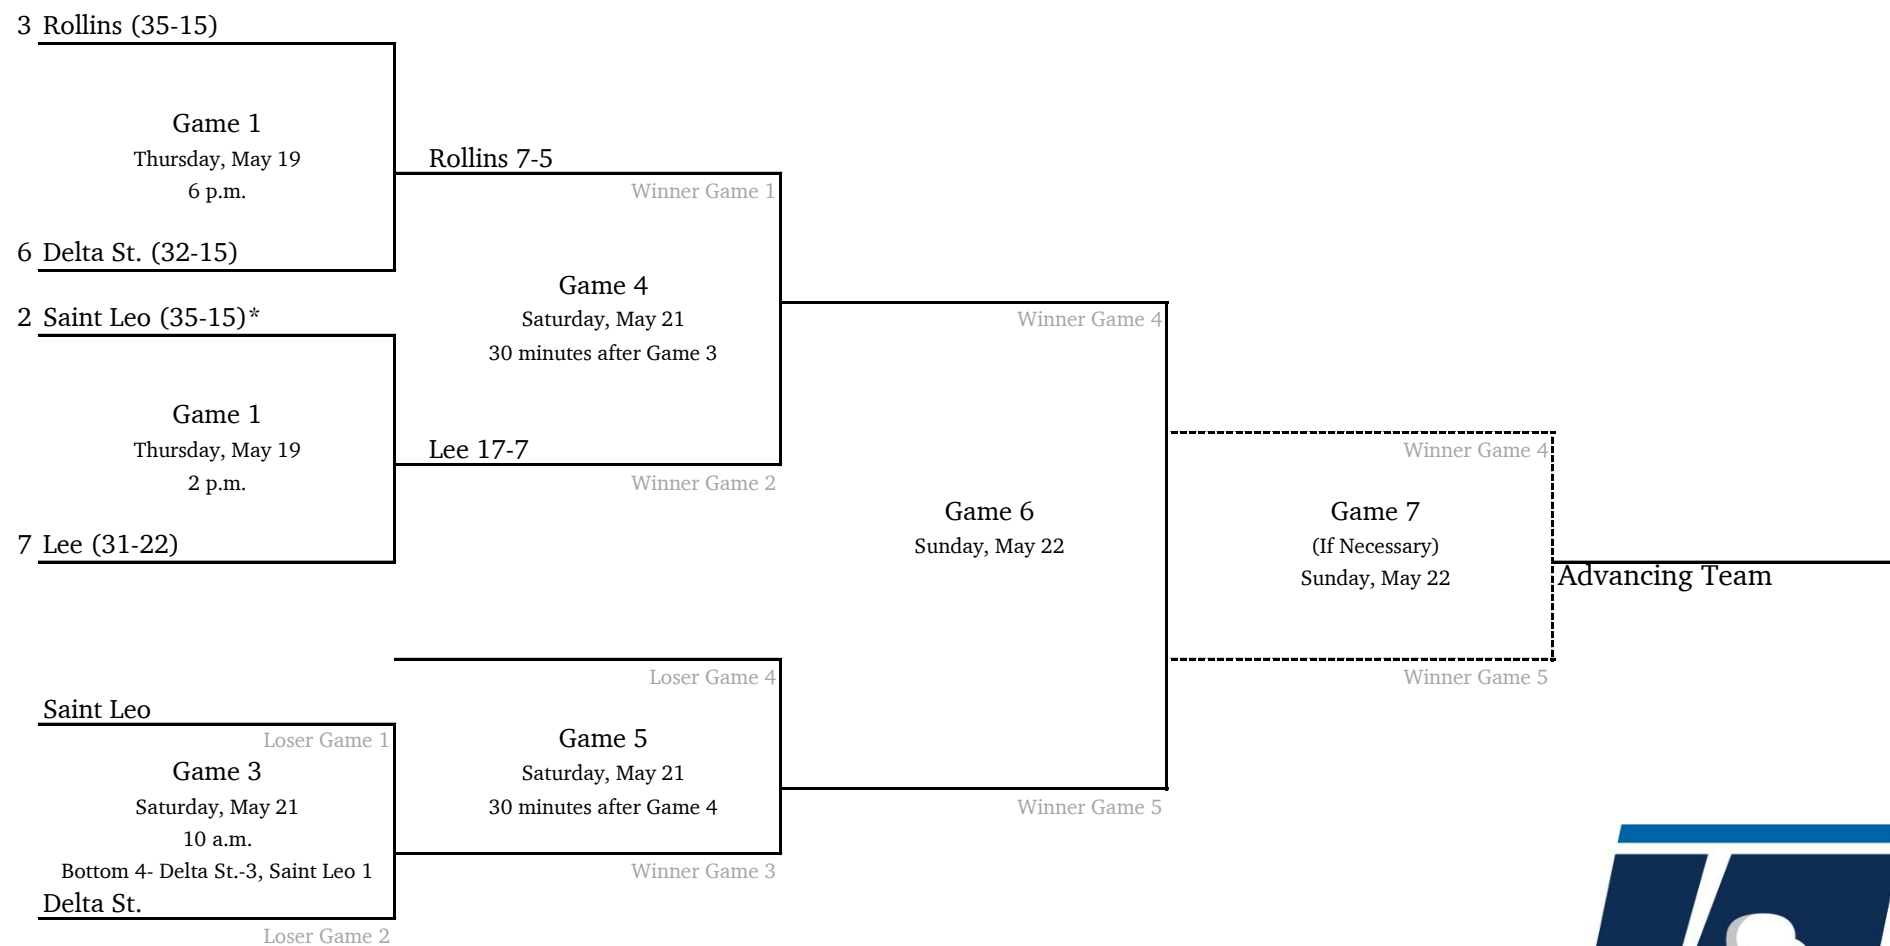 3 Rollins (35-15)
Game 1
Thursday, May 19
6 p.m.
Rollins 7-5
Winner Game 1
6 Delta St. (32-15)
Game 4
Saturday, May 21
30 minutes after Game 3
Winner Game 4
2 Saint Leo (35-15)*
Game 1
Thursday, May 19
2 p.m.
Lee 17-7
Winner Game 2
7 Lee (31-22)
Game 6
Sunday, May 22
Winner Game 4
Game 7
(If Necessary)
Sunday, May 22
Advancing Team
Winner Game 5
Loser Game 4
Saint Leo
Loser Game 1
Game 3
Saturday, May 21
10 a.m.
Bottom 4- Delta St.-3, Saint Leo 1
Delta St.
Loser Game 2
Game 5
Saturday, May 21
30 minutes after Game 4
Winner Game 3
Winner Game 5